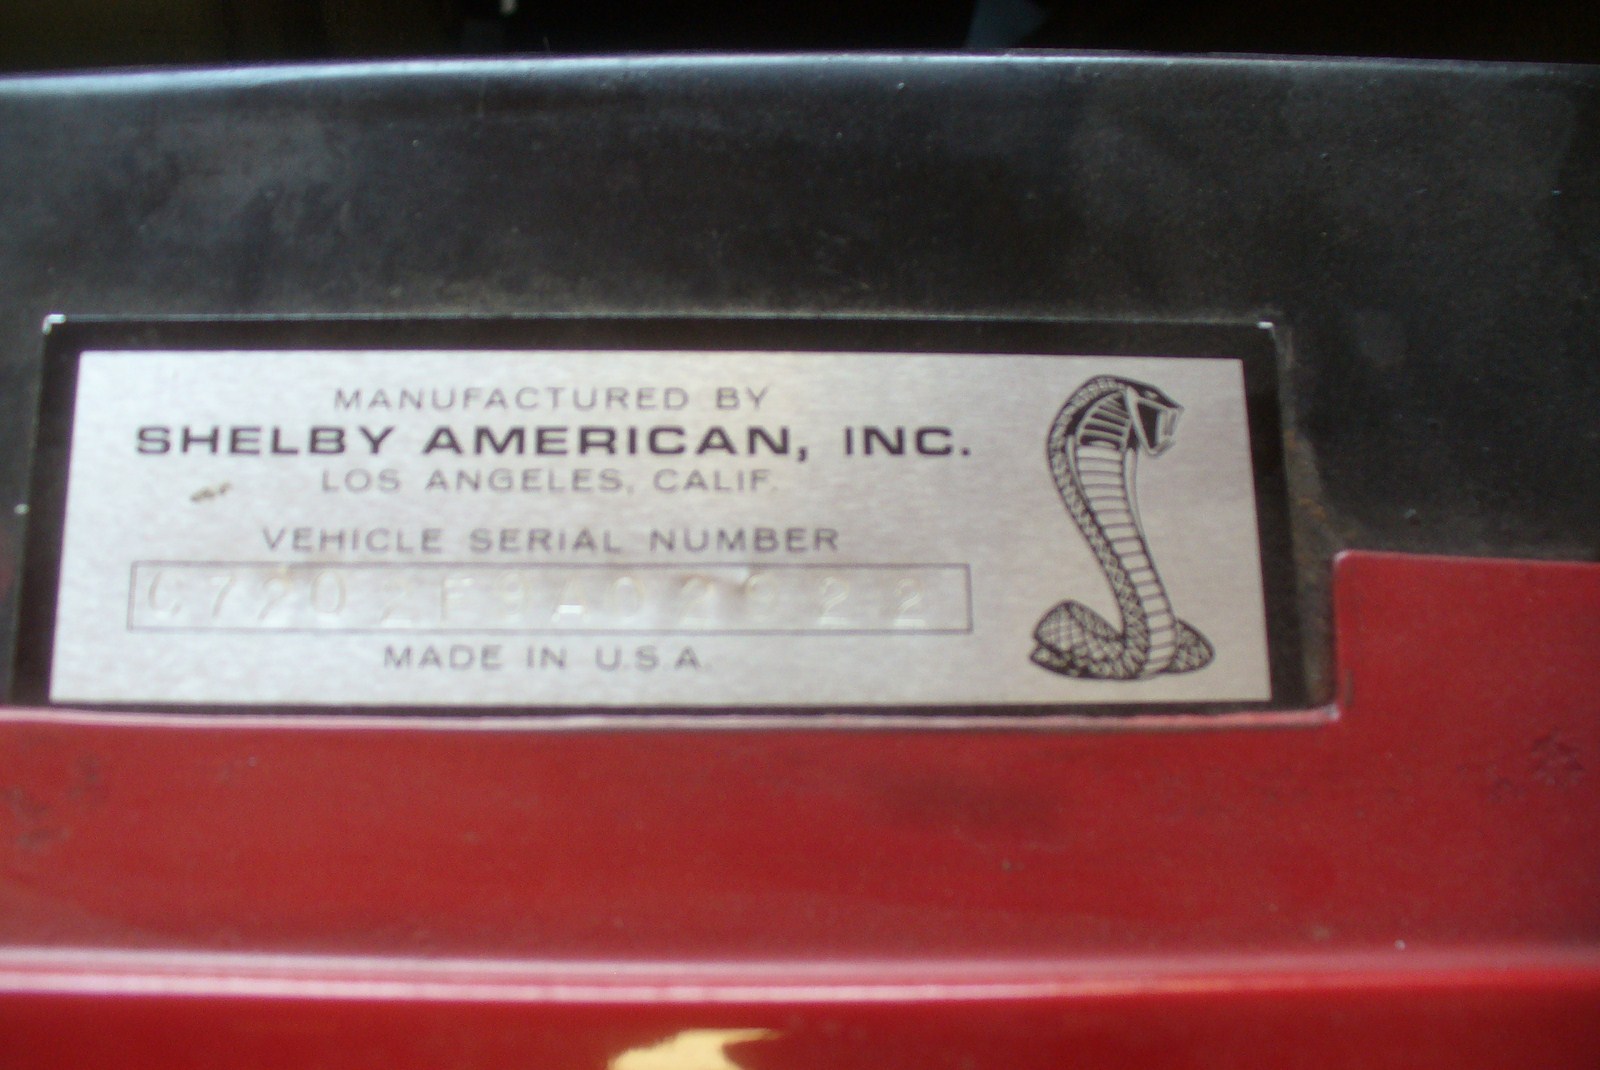 MANUFACTURED BY
SHELBY AMERICAN, INC.
LOS ANGELES, CALIF.
VEHICLE SERIAL NUMBER
MADE IN U.S.A.